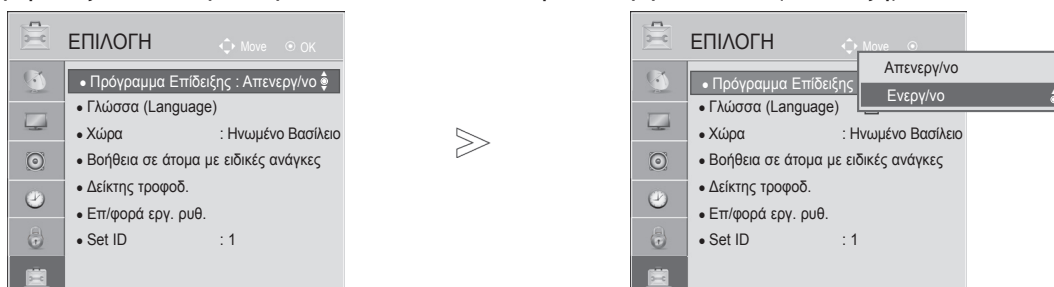 ΕΠΙΛΟΓΗ Move OK
• Πρόγραμμα Επίδειξης : Απενεργ/νο
• Γλώσσα (Language)
• Χώρα : Ηνωμένο Βασίλειο
• Βοήθεια σε άτομα με ειδικές ανάγκες
• Δείκτης τροφοδ.
• Επ/φορά εργ. ρυθ.
• Set ID : 1
ΕΠΙΛΟΓΗ Move
• Πρόγραμμα Επίδειξης
Απενεργ/νο
Ενεργ/νο
• Γλώσσα (Language)
• Χώρα : Ηνωμένο Βασίλειο
• Βοήθεια σε άτομα με ειδικές ανάγκες
• Δείκτης τροφοδ.
• Επ/φορά εργ. ρυθ.
• Set ID : 1